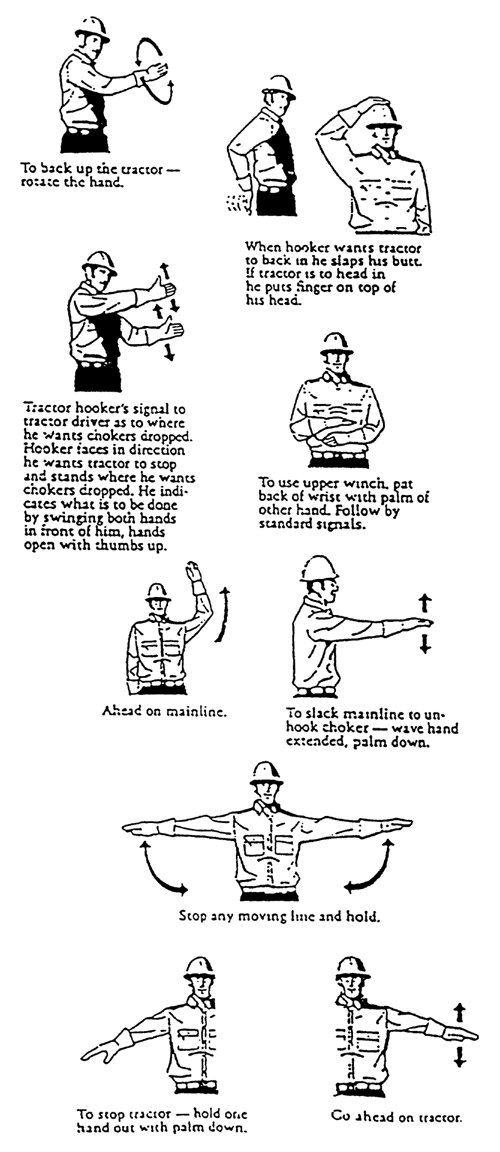 To back up the tractor —
rotate the hand.
When hooker wants tractor
to back in he slaps his butt.
If tractor is to head in
he puts finger on top of
his head.
Tractor hooker's signal to
tractor driver as to where
he wants chokers dropped.
Hooker faces in direction
he wants tractor to stop
and stands where he wants
chokers dropped. He indi-
cates what is to be done
by swinging both hands
in front of him, hands
open with thumbs up.
To use upper winch, pat
back of wrist with palm of
other hand. Follow by
standard signals.
Ahead on mainline.
To slack mainline to un-
hook choker — wave hand
extended, palm down.
Stop any moving line and hold.
To stop tractor — hold one
hand out with palm down.
Go ahead on tractor.